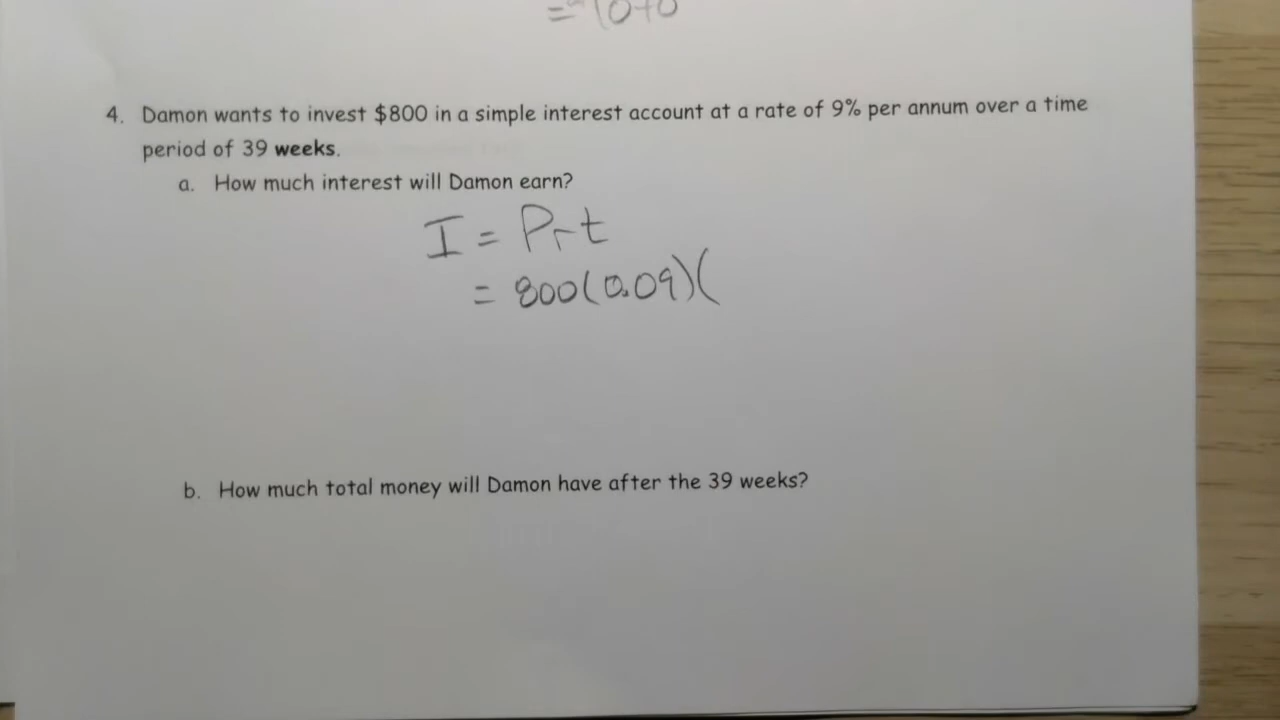 = 1040
4. Damon wants to invest $800 in a simple interest account at a rate of 9% per annum over a time
period of 39 weeks.
a. How much interest will Damon earn?
I = Prt
= 800(0.09)(
b. How much total money will Damon have after the 39 weeks?